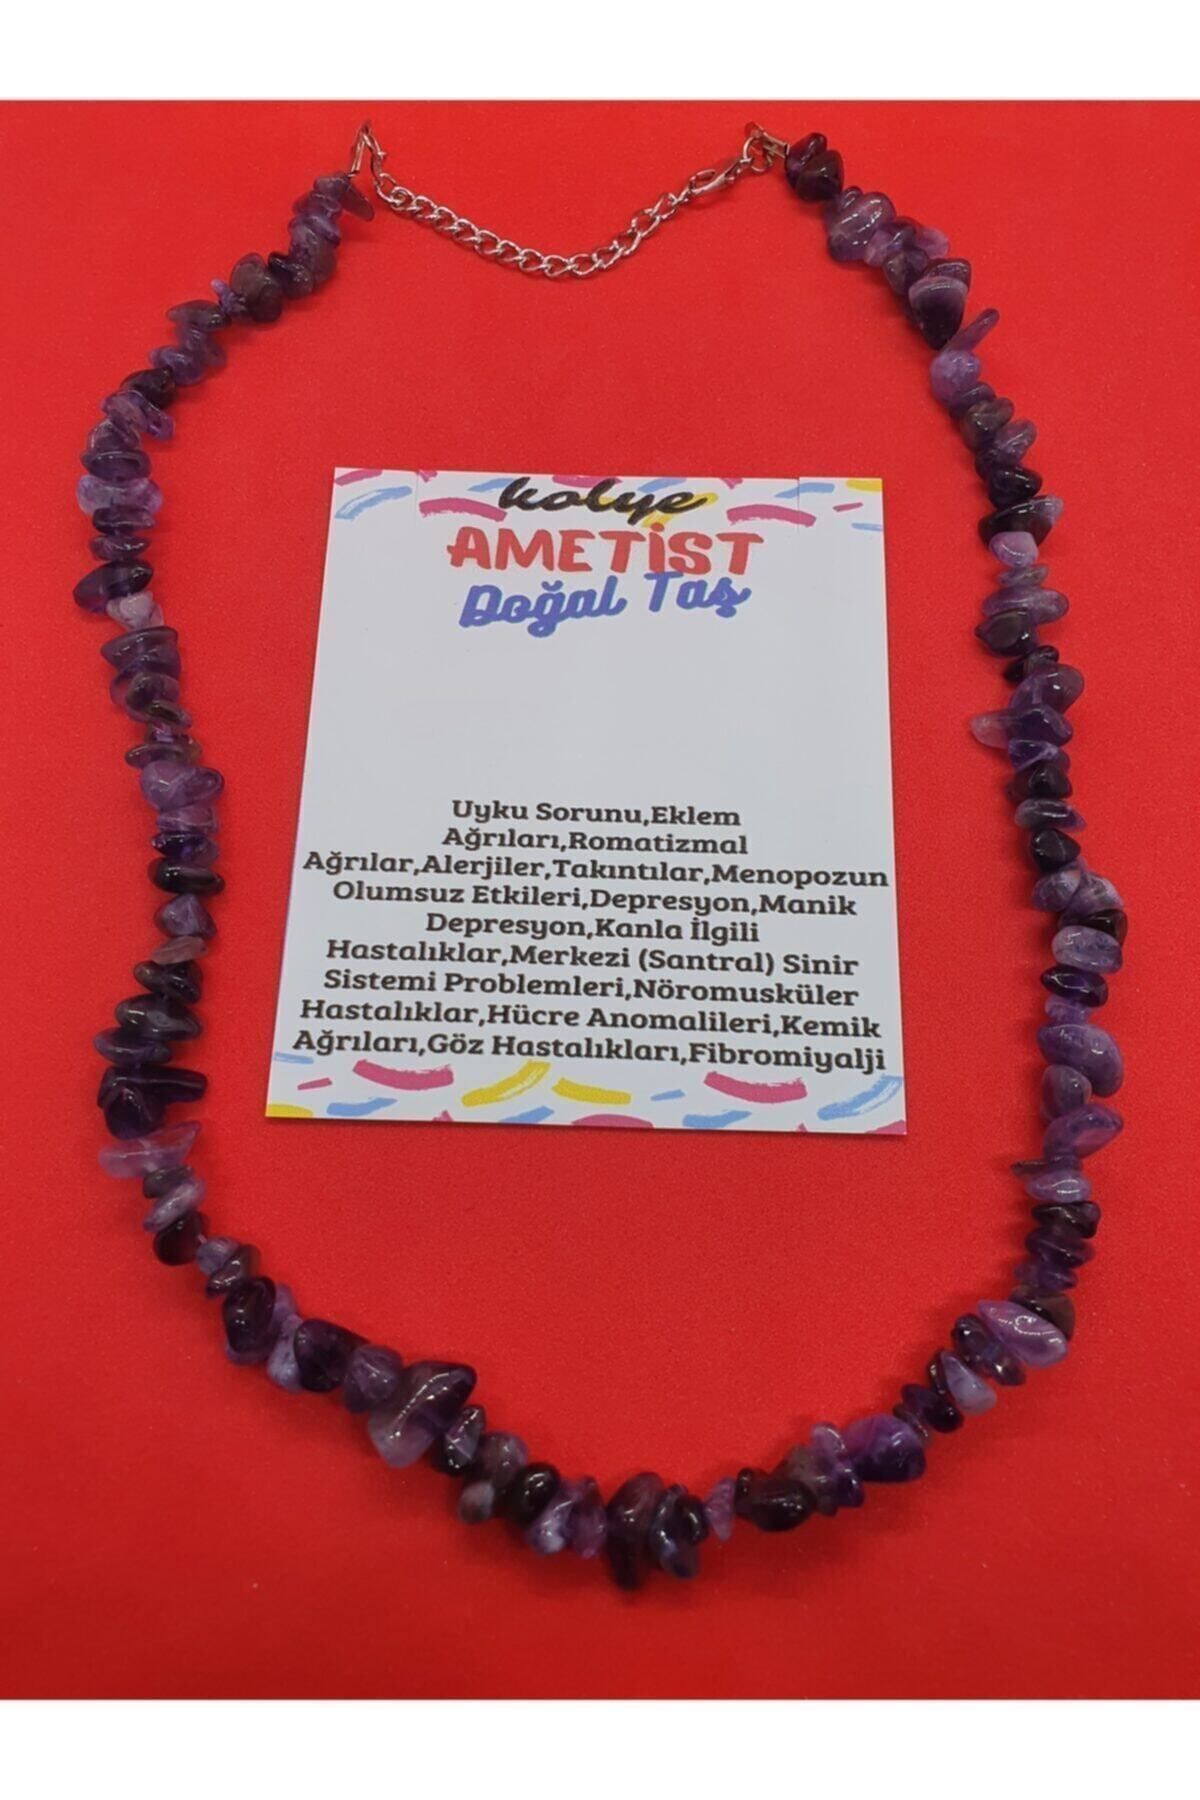 kolye
AMETİST
Doğal Taş
Uyku Sorunu,Eklem
Ağrıları,Romatizmal
Ağrılar,Alerjiler,Takıntılar,Menopozun
Olumsuz Etkileri,Depresyon,Manik
Depresyon,Kanla İlgili
Hastalıklar,Merkezi (Santral) Sinir
Sistemi Problemleri,Nöromusküler
Hastalıklar,Hücre Anomalileri,Kemik
Ağrıları,Göz Hastalıkları,Fibromiyalji